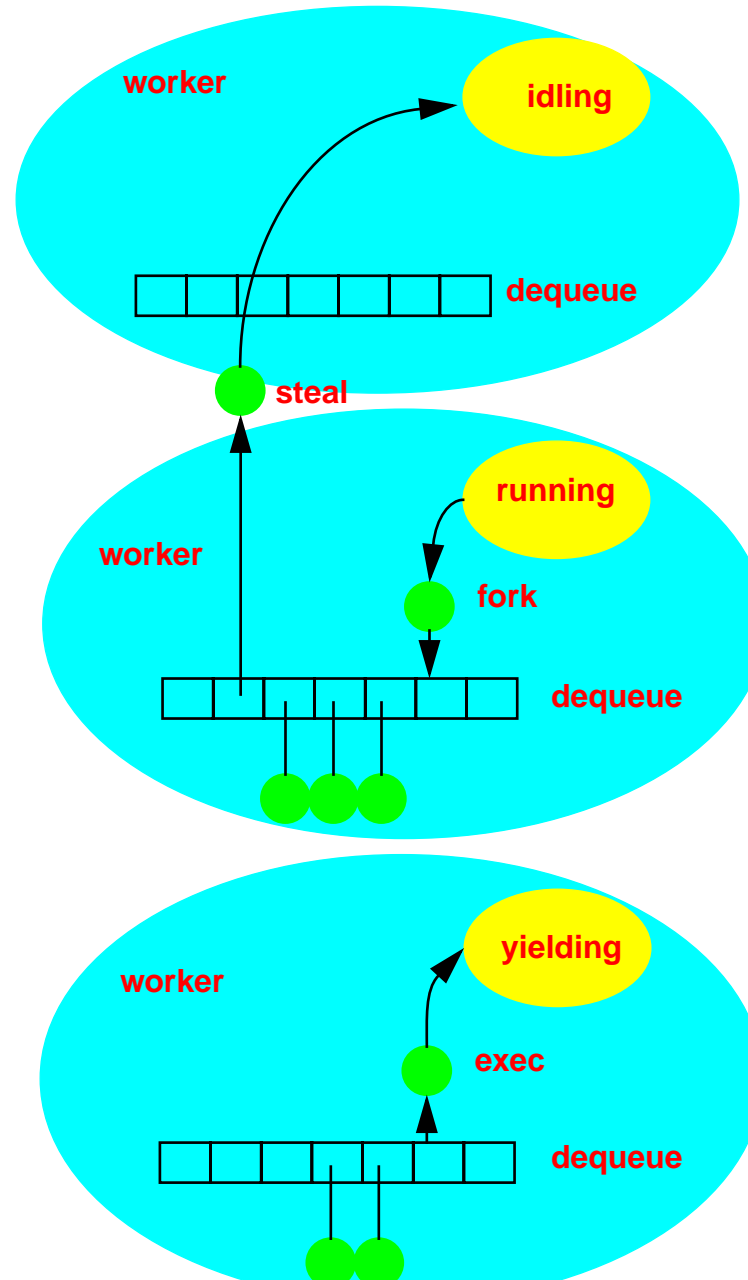 worker
idling
dequeue
steal
running
worker
fork
dequeue
yielding
worker
exec
dequeue